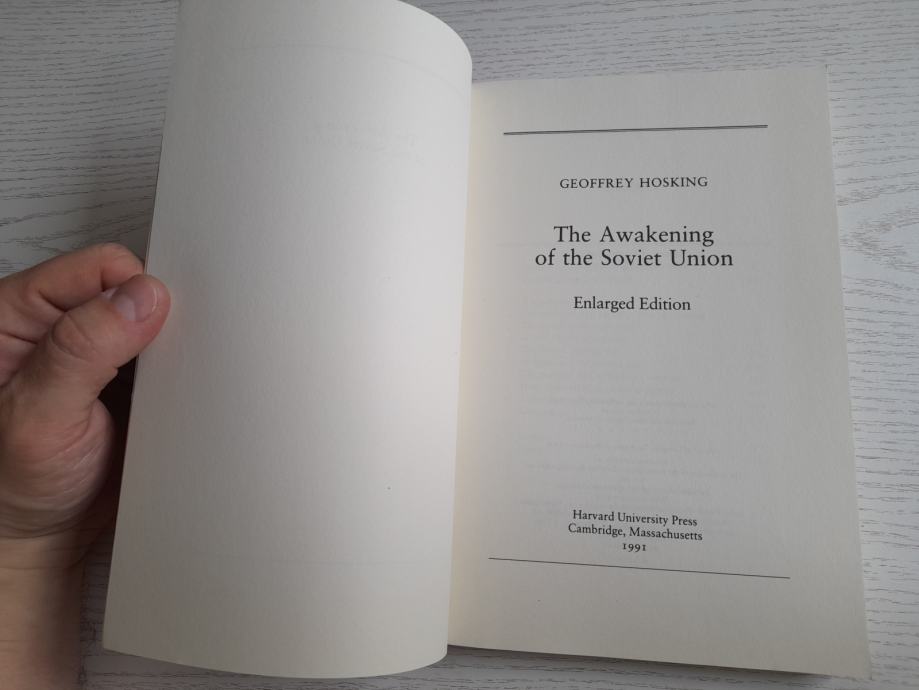 GEOFFREY HOSKING
The Awakening
of the Soviet Union
Enlarged Edition
Harvard University Press
Cambridge, Massachusetts
1991